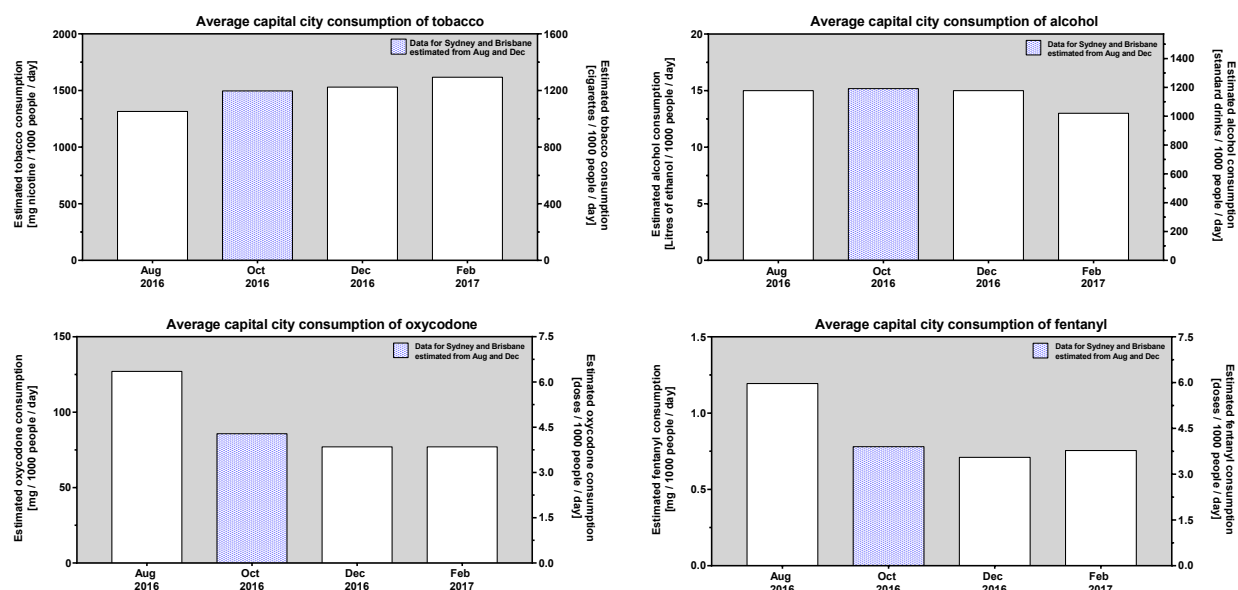 Average capital city consumption of tobacco
2000
1500
1000
500
0
Estimated tobacco consumption
[mg nicotine / 1000 people / day]
Data for Sydney and Brisbane
estimated from Aug and Dec
1600
1200
800
400
0
Estimated tobacco consumption
[cigarettes / 1000 people / day]
Aug
2016
Oct
2016
Dec
2016
Feb
2017
Average capital city consumption of alcohol
20
15
10
5
0
Estimated alcohol consumption
[Litres of ethanol / 1000 people / day]
Data for Sydney and Brisbane
estimated from Aug and Dec
1400
1200
1000
800
600
400
200
0
Estimated alcohol consumption
[standard drinks / 1000 people / day]
Aug
2016
Oct
2016
Dec
2016
Feb
2017
Average capital city consumption of oxycodone
150
100
50
0
Estimated oxycodone consumption
[mg / 1000 people / day]
Data for Sydney and Brisbane
estimated from Aug and Dec
7.5
6.0
4.5
3.0
1.5
0.0
Estimated oxycodone consumption
[doses / 1000 people / day]
Aug
2016
Oct
2016
Dec
2016
Feb
2017
Average capital city consumption of fentanyl
1.5
1.0
0.5
0.0
Estimated fentanyl consumption
[mg / 1000 people / day]
Data for Sydney and Brisbane
estimated from Aug and Dec
7.5
6.0
4.5
3.0
1.5
0.0
Estimated fentanyl consumption
[doses / 1000 people / day]
Aug
2016
Oct
2016
Dec
2016
Feb
2017